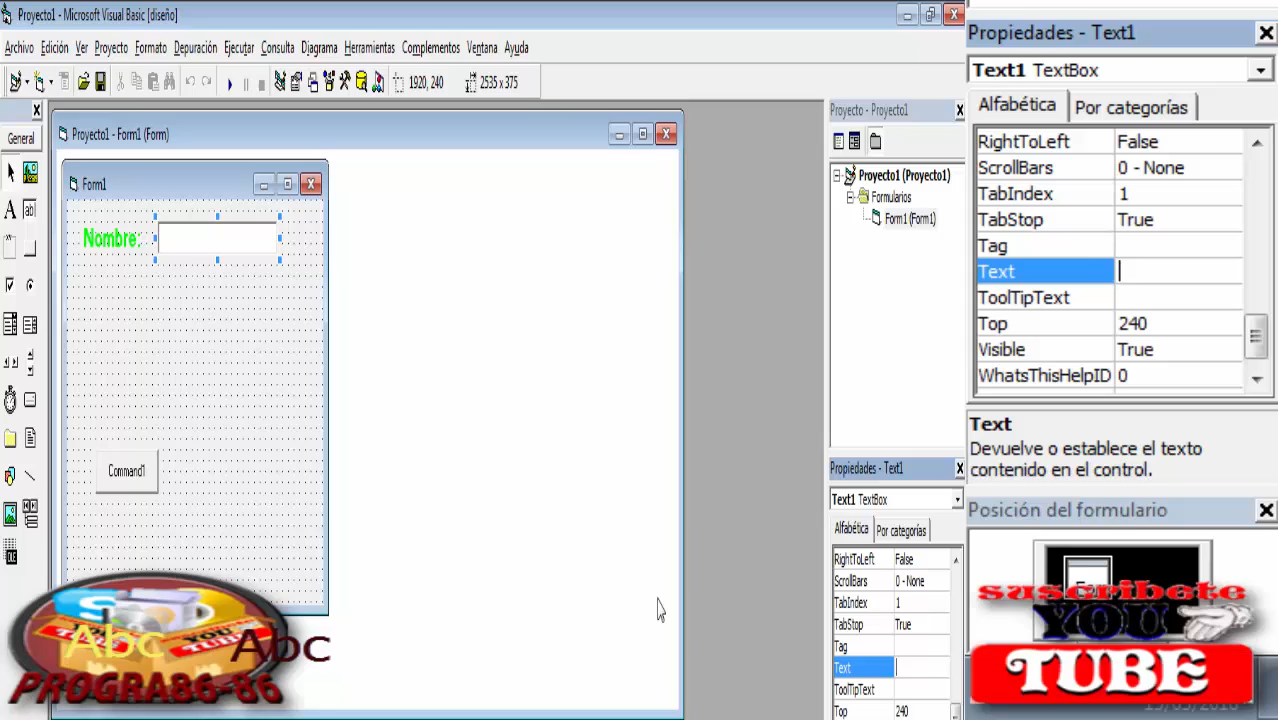 Proyecto1 - Microsoft Visual Basic [diseño]
Archivo Edición Ver Proyecto Formato Depuración Ejecutar Consulta Diagrama Herramientas Complementos Ventana Ayuda
1920, 240
2535 x 375
General
Proyecto1 - Form1 (Form)
Form1
Nombre:
Command1
Proyecto - Proyecto1
Proyecto1 (Proyecto1)
Formularios
Form1 (Form1)
Propiedades - Text1
Text1 TextBox
Alfabética Por categorías
RightToLeft False
ScrollBars 0 - None
TabIndex 1
TabStop True
Tag
Text
ToolTipText
Top 240
Propiedades - Text1
Text1 TextBox
Alfabética Por categorías
RightToLeft False
ScrollBars 0 - None
TabIndex 1
TabStop True
Tag
Text
ToolTipText
Top 240
Visible True
WhatsThisHelpID 0
Text
Devuelve o establece el texto
contenido en el control.
Posición del formulario
suscribete
YOU
TUBE
Abc Abc
PROGRA86-86